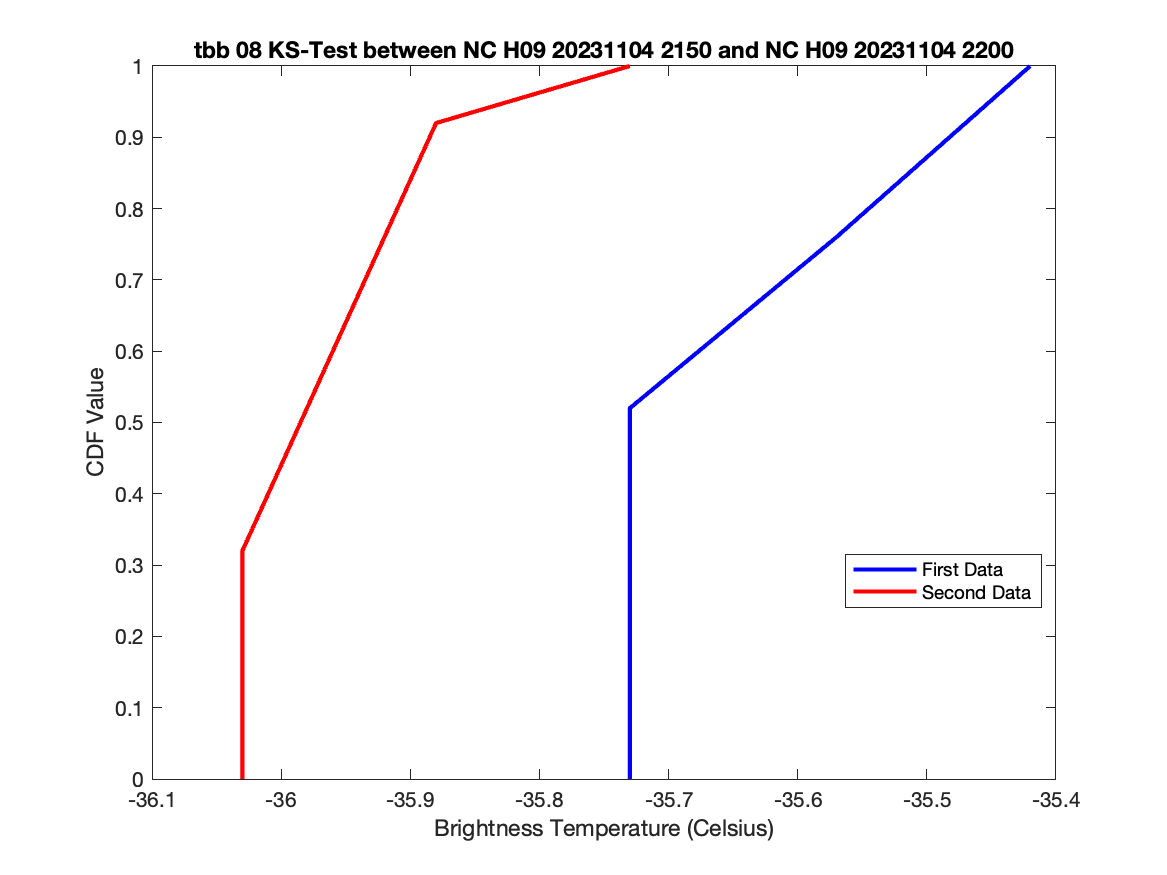 tbb 08 KS-Test between NC H09 20231104 2150 and NC H09 20231104 2200
1
0.9
0.8
0.7
0.6
0.5
0.4
0.3
0.2
0.1
0
CDF Value
First Data
Second Data
-36.1 -36 -35.9 -35.8 -35.7 -35.6 -35.5 -35.4
Brightness Temperature (Celsius)